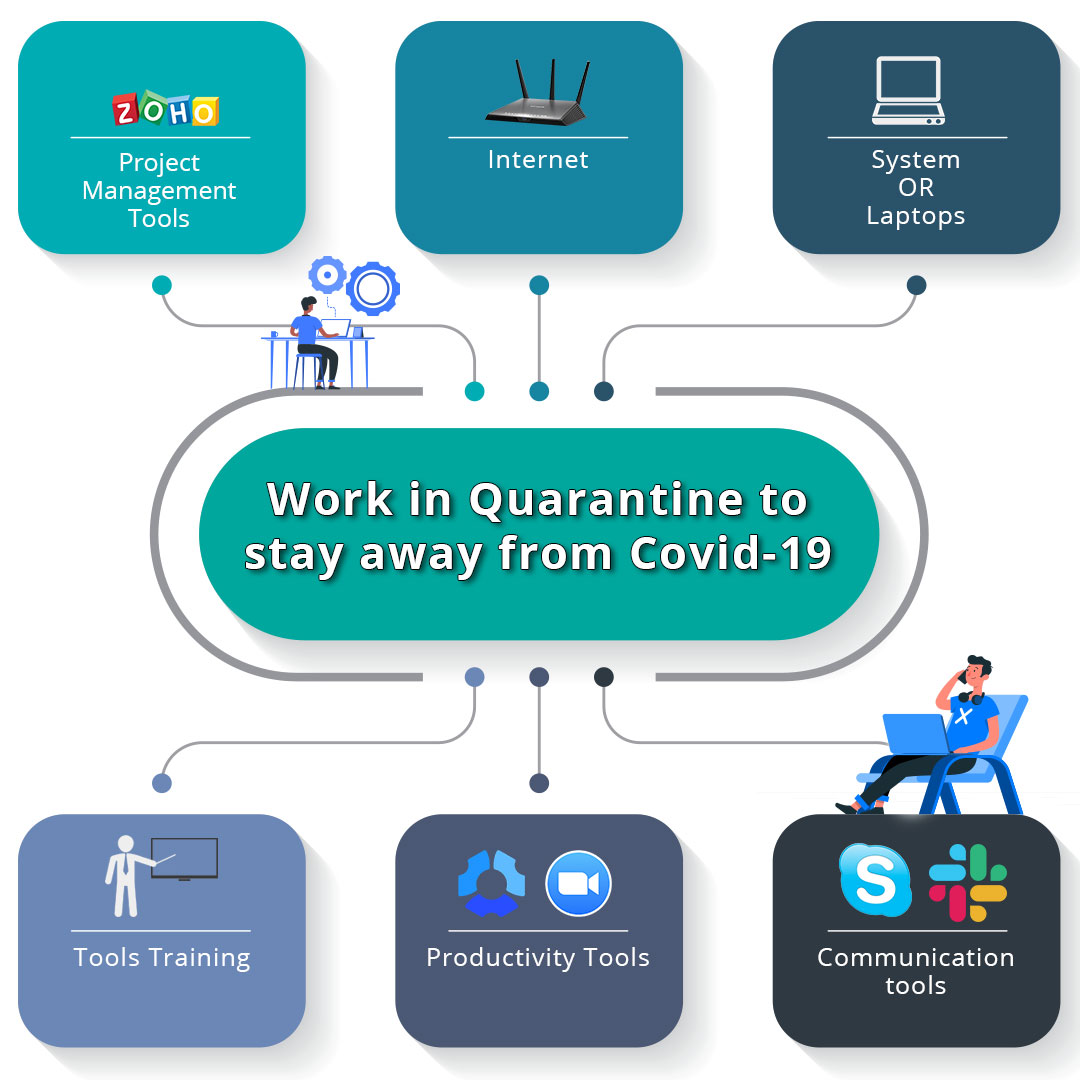 ZOHO
Project
Management
Tools
Internet
System
OR
Laptops
Work in Quarantine to
stay away from Covid-19
Tools Training
Productivity Tools
S
Communication
tools